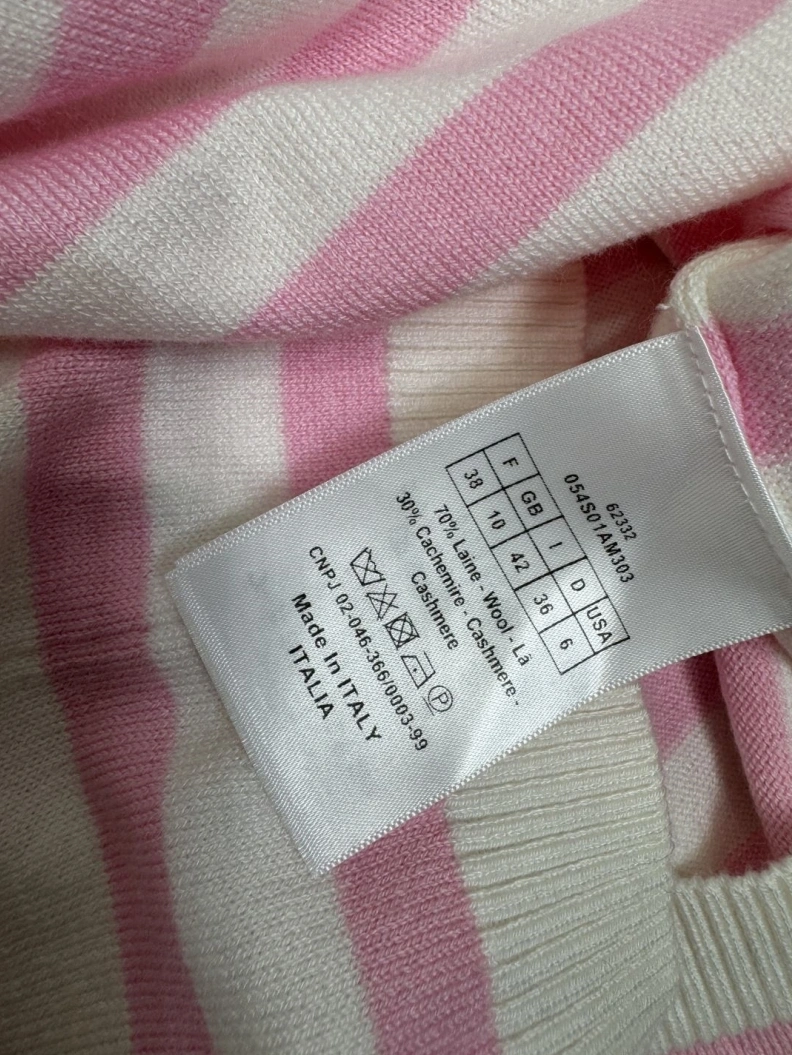 62332
054S01AM303
F GB I D USA
38 10 42 36 6
70% Laine - Wool - Lã
30% Cachemire - Cashmere -
Cashmere
P
CNPJ 02-046-366/0003-99
Made In ITALY
ITALIA